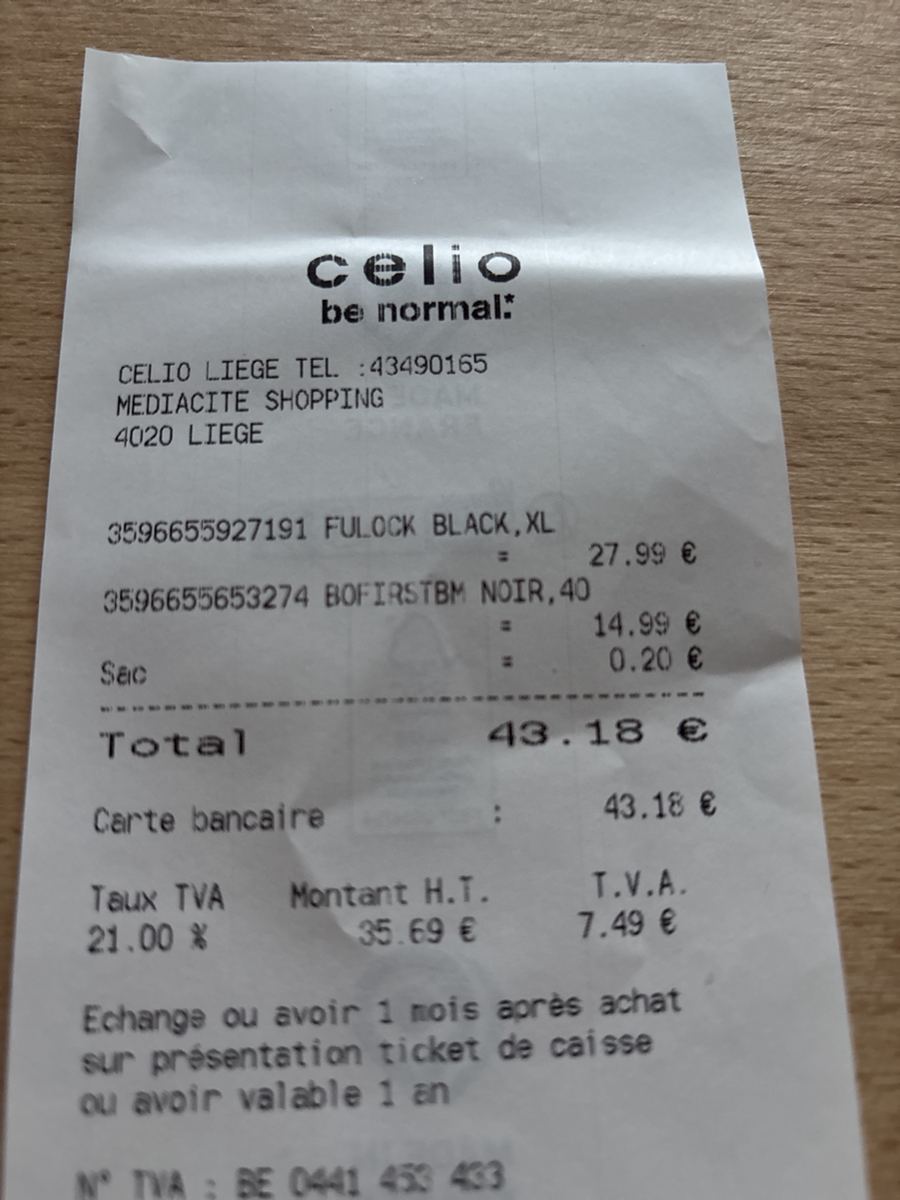 celio
be normal:*
CELIO LIEGE TEL :43490165
MEDIACITE SHOPPING
4020 LIEGE
3596655927191 FULOCK BLACK,XL
= 27.99 €
3596655653274 BOFIRSTBM NOIR,40
= 14.99 €
Sac = 0.20 €
Total 43.18 €
Carte bancaire : 43.18 €
Taux TVA Montant H.T. T.V.A.
21.00 % 35.69 € 7.49 €
Echange ou avoir 1 mois après achat
sur présentation ticket de caisse
ou avoir valable 1 an
N° TVA : BE 0441 453 433